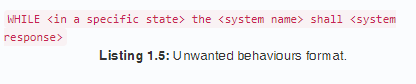 WHILE <in a specific state> the <system name> shall <system
response>
Listing 1.5: Unwanted behaviours format.